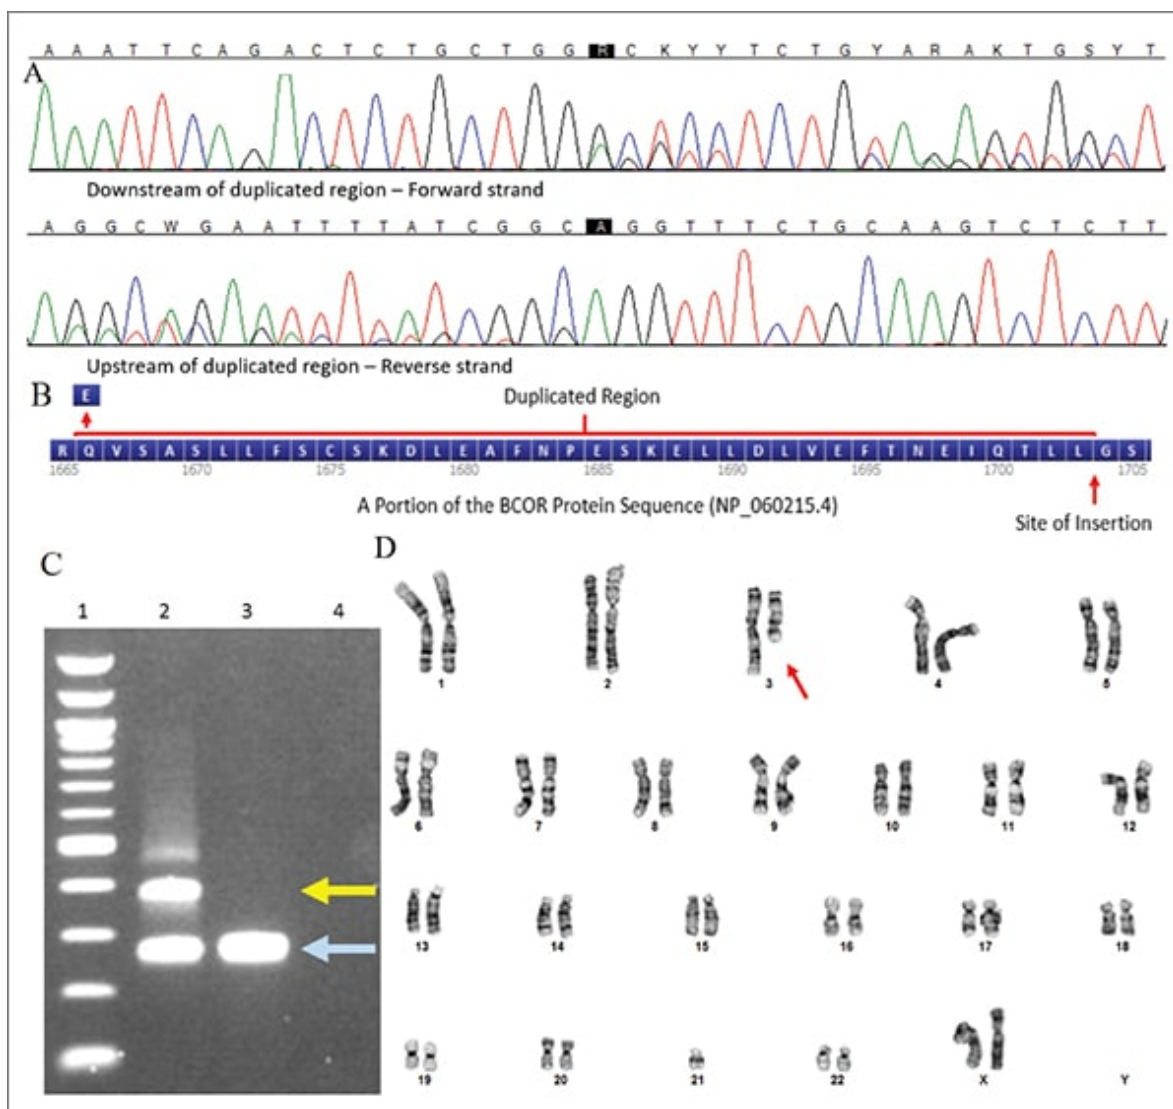 A A A T T C A G A C T C T G C T G G R C K Y Y T C T G Y A R A K T G S Y T
A
Downstream of duplicated region – Forward strand
A G G C W G A A T T T T A T C G G C A G G T T T C T G C A A G T C T C T T
Upstream of duplicated region – Reverse strand
B
E
Duplicated Region
R Q V S A S L L F S C S K D L E A F N P E S K E L L D L V E F T N E I Q T L L G S
1665 1670 1675 1680 1685 1690 1695 1700 1705
A Portion of the BCOR Protein Sequence (NP_060215.4)
Site of Insertion
C
1 2 3 4
D
1 2 3 4 5
6 7 8 9 10 11 12
13 14 15 16 17 18
19 20 21 22 X Y